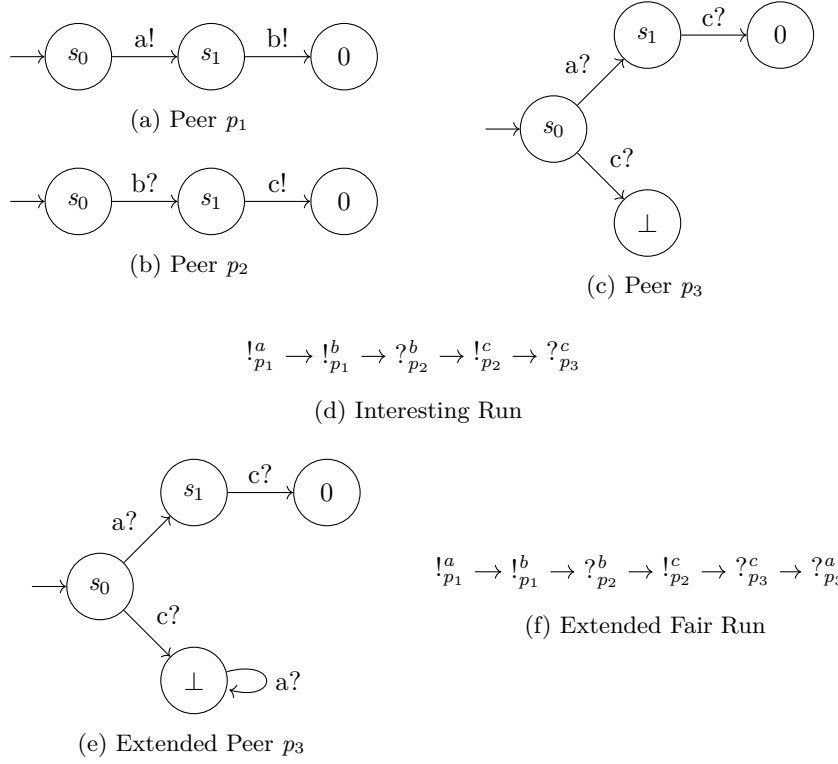 s₀ a! s₁ b! 0
(a) Peer p₁
s₀ b? s₁ c! 0
(b) Peer p₂
s₁ c? 0
a?
s₀
c?
⊥
(c) Peer p₃
!ᵃₚ₁ → !ᵇₚ₁ → ?ᵇₚ₂ → !ᶜₚ₂ → ?ᶜₚ₃
(d) Interesting Run
s₁ c? 0
a?
s₀
c?
⊥ a?
(e) Extended Peer p₃
!ᵃₚ₁ → !ᵇₚ₁ → ?ᵇₚ₂ → !ᶜₚ₂ → ?ᶜₚ₃ → ?ᵃₚ₃
(f) Extended Fair Run